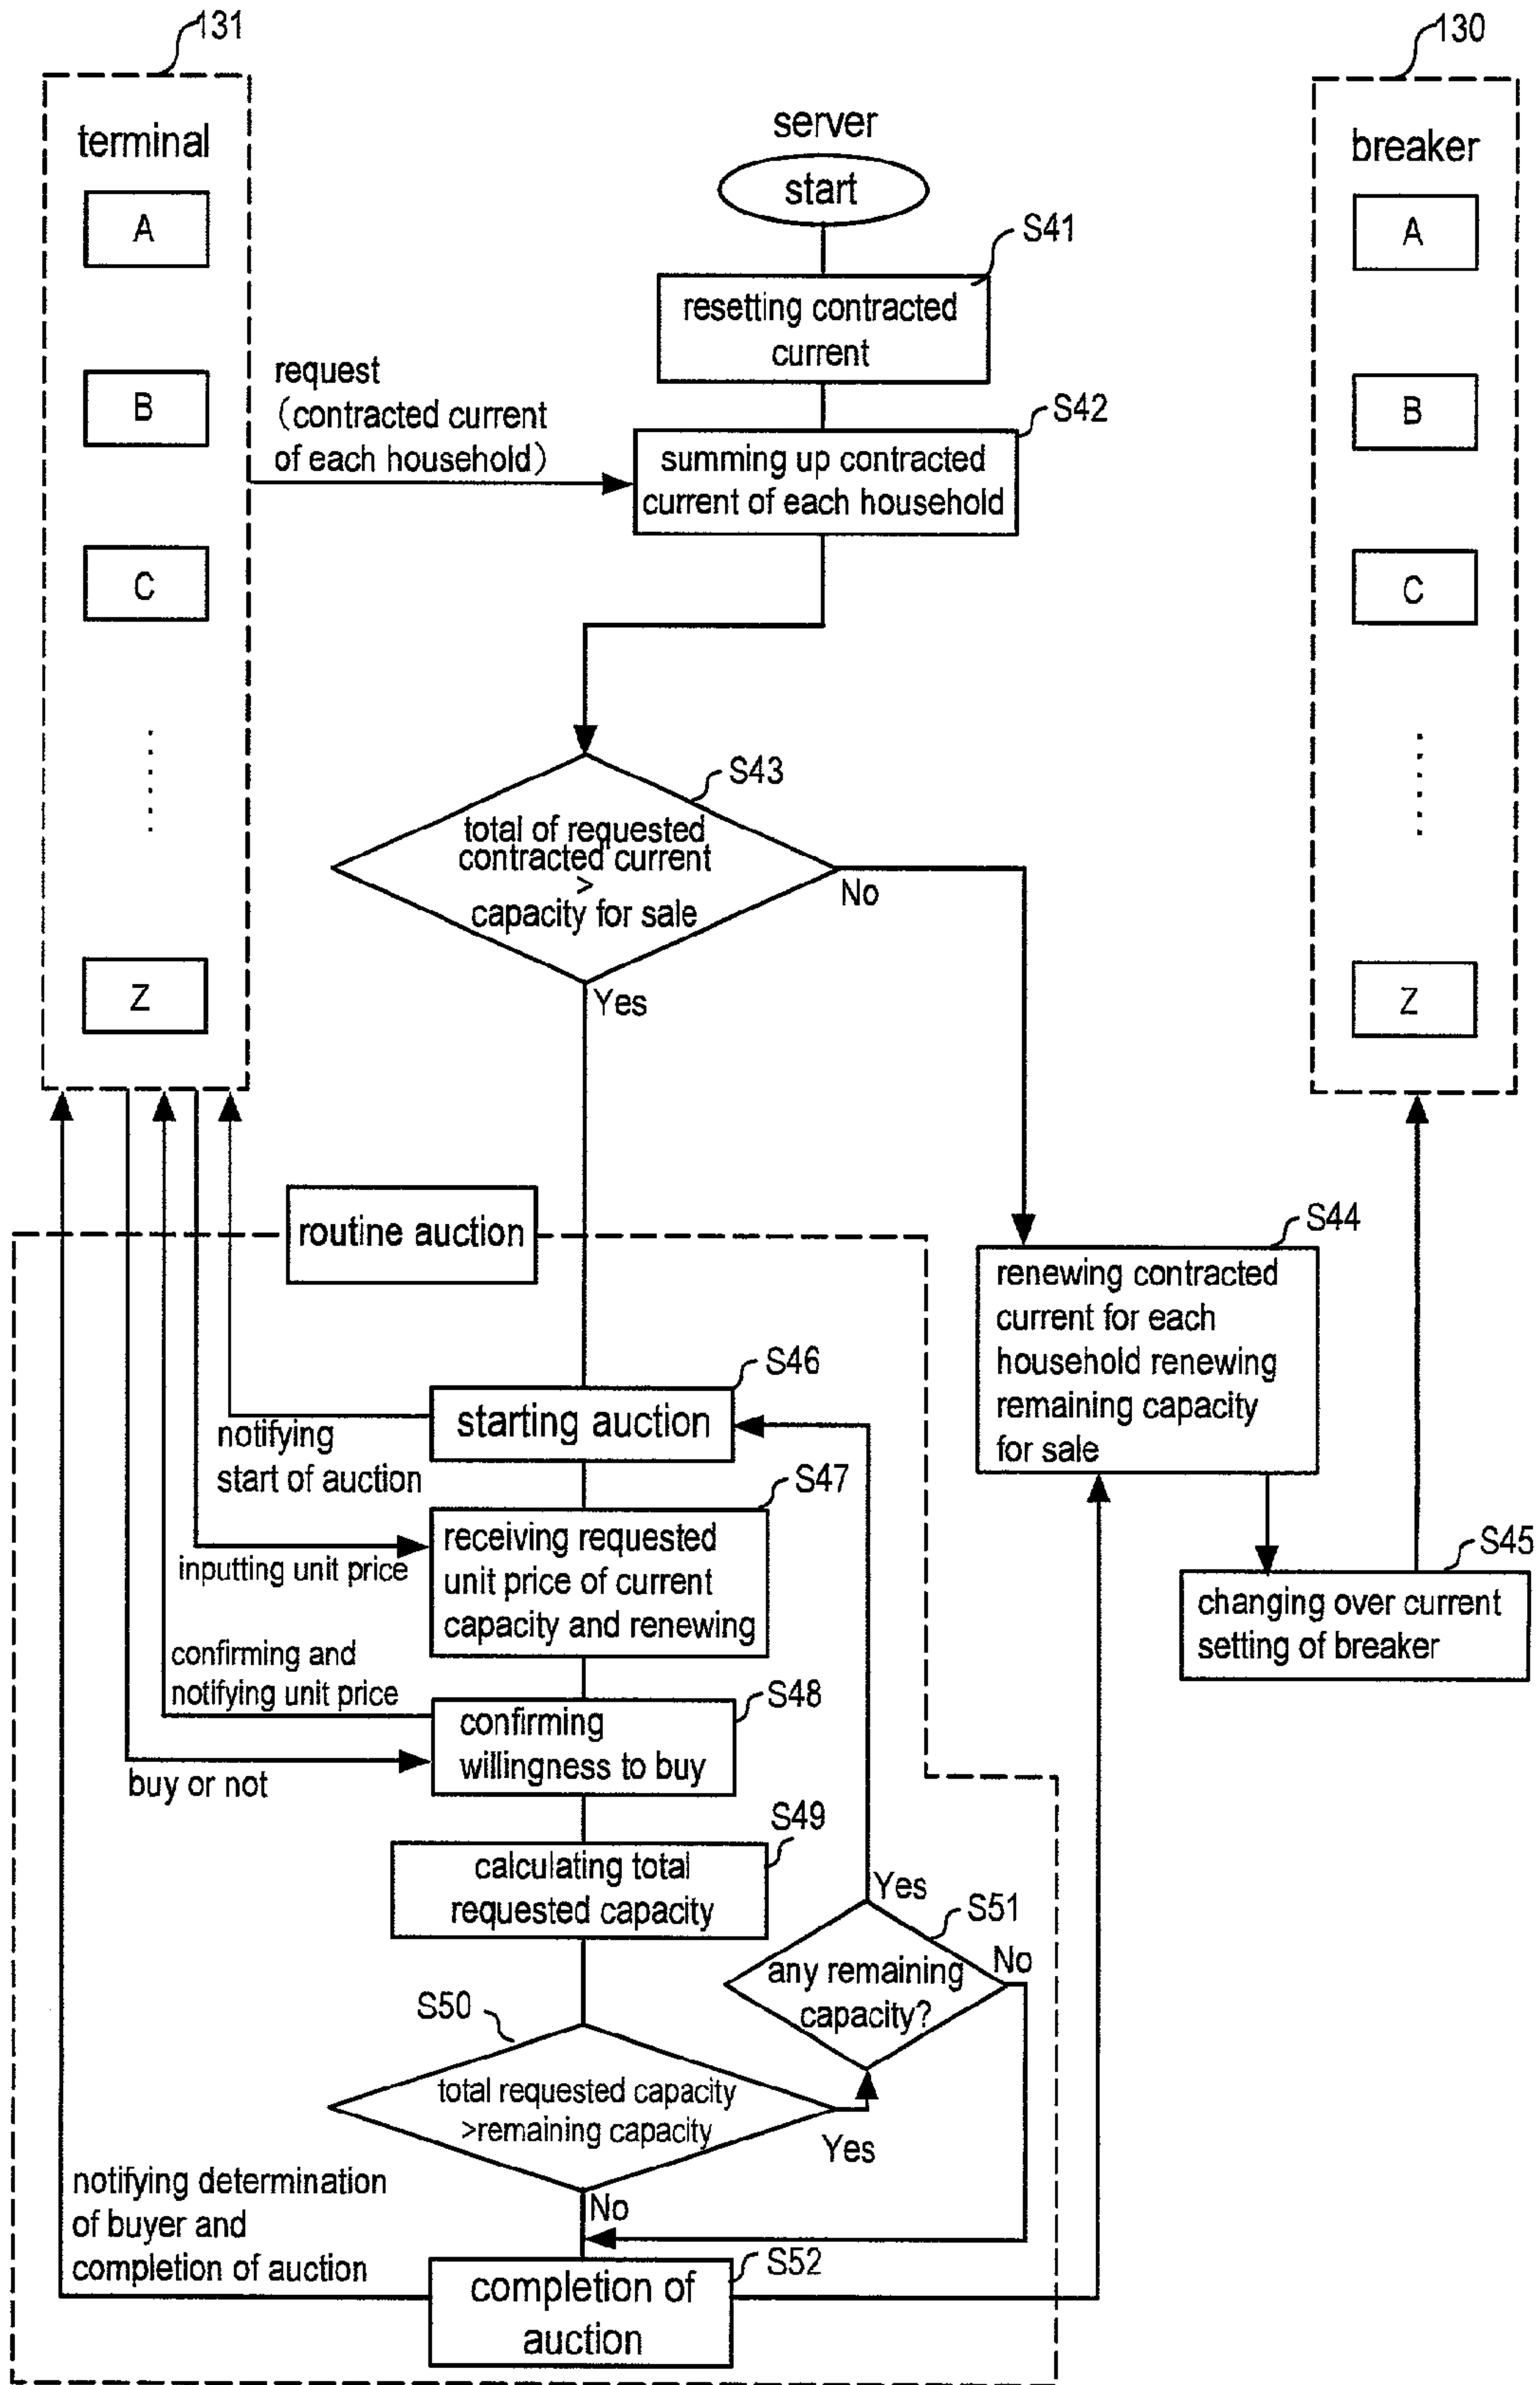 131
130
terminal
server
breaker
start
A
A
S41
resetting contracted
current
request
(contracted current
of each household)
B
B
S42
summing up contracted
current of each household
C
C
S43
total of requested
contracted current
>
capacity for sale
No
Yes
Z
Z
routine auction
S44
renewing contracted
current for each
household renewing
remaining capacity
for sale
S46
starting auction
notifying
start of auction
S47
receiving requested
unit price of current
capacity and renewing
inputting unit price
S45
changing over current
setting of breaker
confirming and
notifying unit price
S48
confirming
willingness to buy
buy or not
S49
calculating total
requested capacity
Yes
S51
any remaining
capacity?
No
S50
total requested capacity
>remaining capacity
Yes
No
notifying determination
of buyer and
completion of auction
S52
completion of
auction